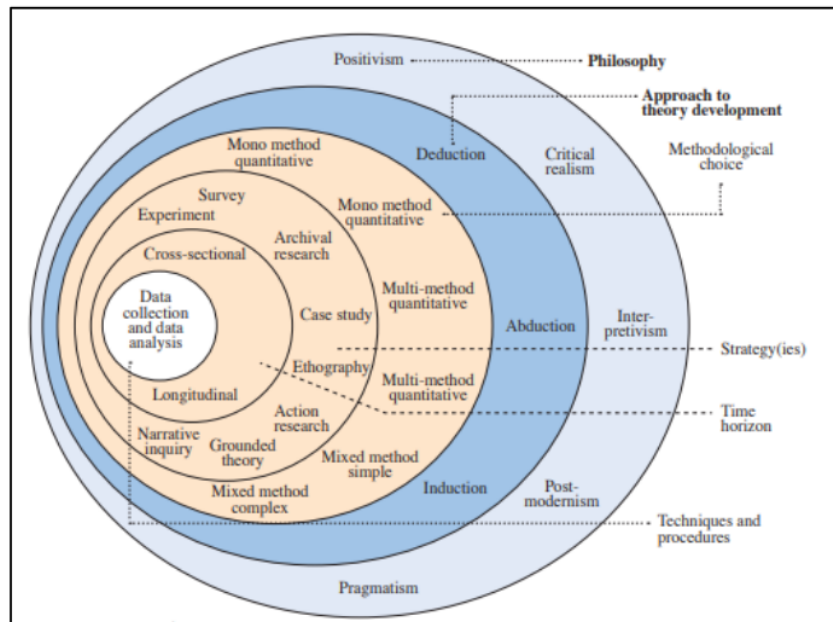 Positivism
Philosophy
Approach to
theory development
Mono method
quantitative
Deduction
Critical
realism
Methodological
choice
Survey
Experiment
Mono method
quantitative
Cross-sectional
Archival
research
Data
collection
and data
analysis
Multi-method
quantitative
Case study
Abduction
Inter-
pretivism
Strategy(ies)
Ethography
Multi-method
quantitative
Longitudinal
Time
horizon
Action
research
Narrative
inquiry
Grounded
theory
Mixed method
simple
Mixed method
complex
Induction
Post-
modernism
Techniques and
procedures
Pragmatism